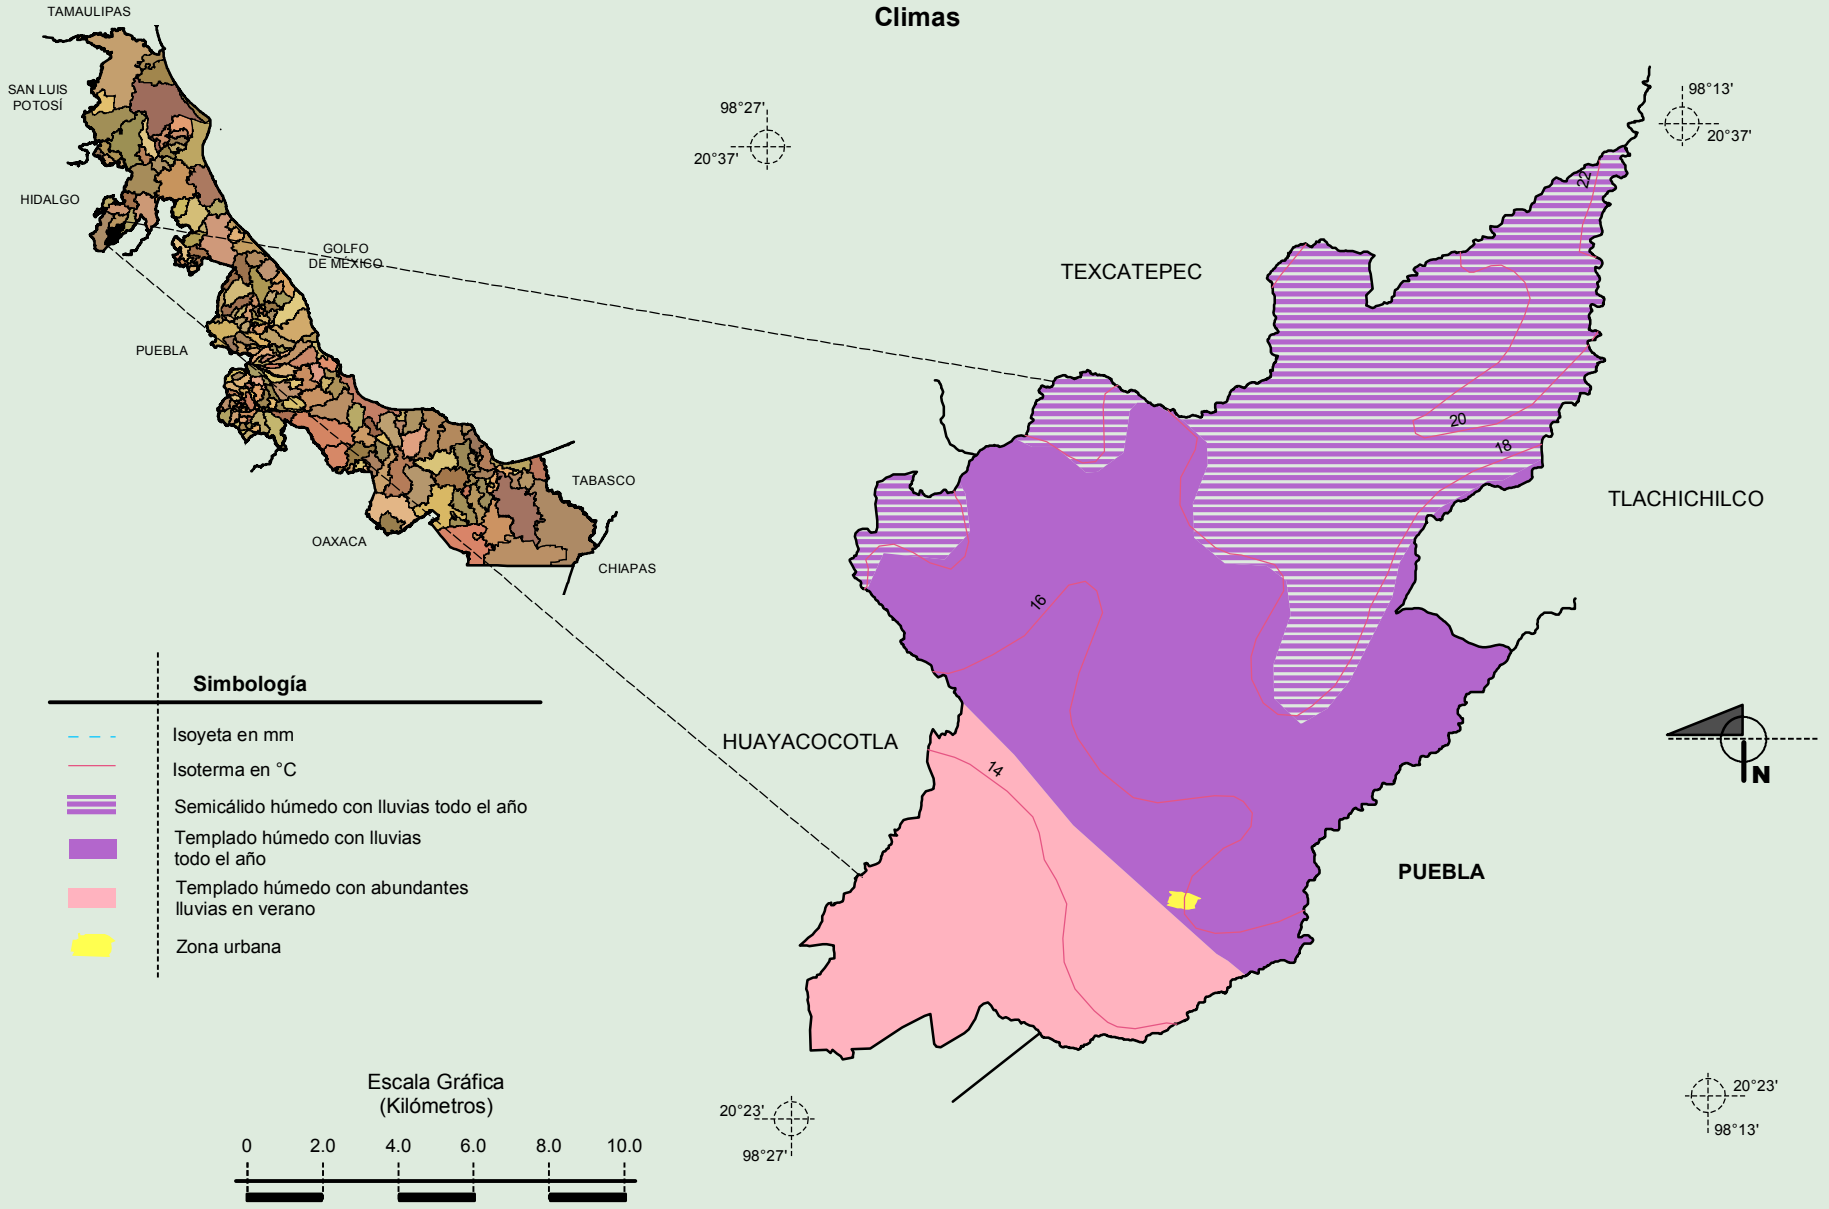 Climas
TAMAULIPAS
SAN LUIS
POTOSÍ
HIDALGO
GOLFO
DE MÉXICO
PUEBLA
OAXACA
TABASCO
CHIAPAS
98°27'
20°37'
98°13'
20°37'
TEXCATEPEC
22
20
18
TLACHICHILCO
16
HUAYACOCOTLA
14
PUEBLA
N
Simbología
Isoyeta en mm
Isoterma en °C
Semicálido húmedo con lluvias todo el año
Templado húmedo con lluvias
todo el año
Templado húmedo con abundantes
lluvias en verano
Zona urbana
Escala Gráfica
(Kilómetros)
0 2.0 4.0 6.0 8.0 10.0
20°23'
98°27'
20°23'
98°13'